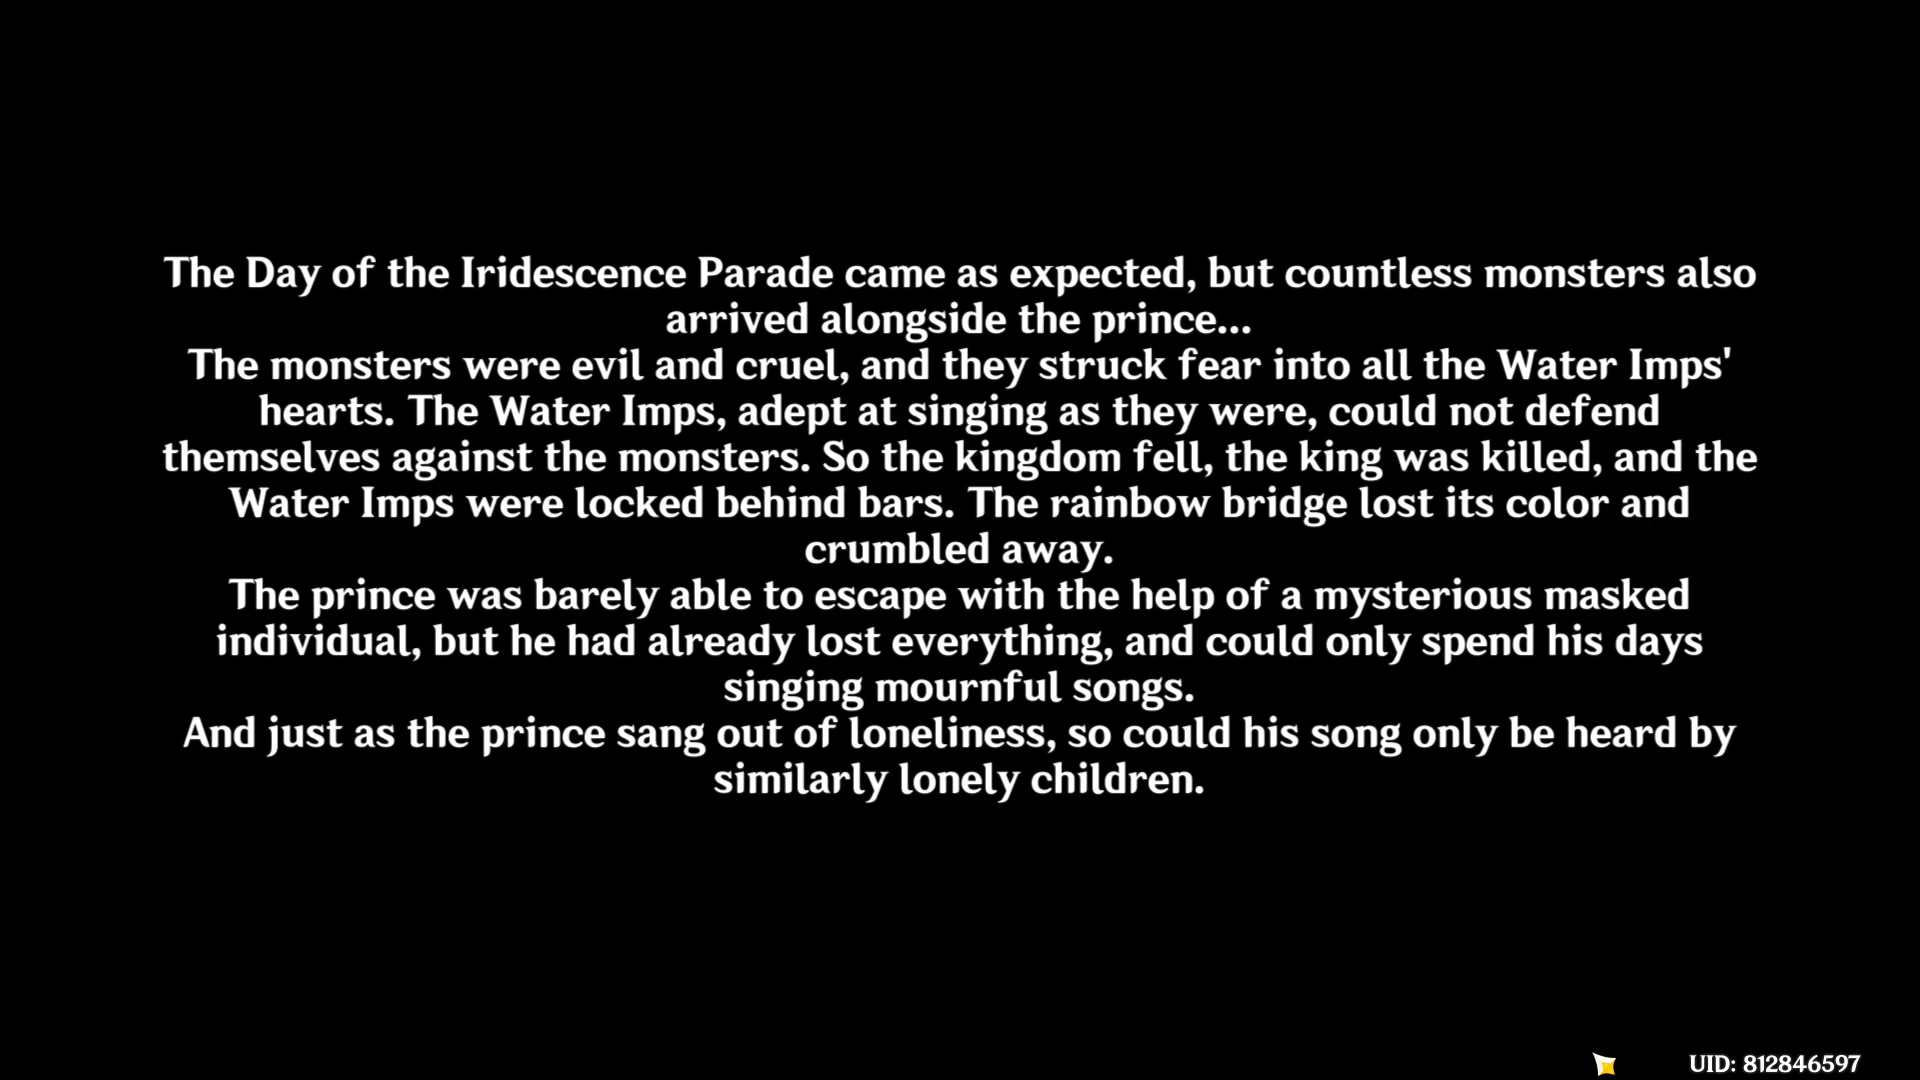 The Day of the Iridescence Parade came as expected, but countless monsters also
arrived alongside the prince...
The monsters were evil and cruel, and they struck fear into all the Water Imps'
hearts. The Water Imps, adept at singing as they were, could not defend
themselves against the monsters. So the kingdom fell, the king was killed, and the
Water Imps were locked behind bars. The rainbow bridge lost its color and
crumbled away.
The prince was barely able to escape with the help of a mysterious masked
individual, but he had already lost everything, and could only spend his days
singing mournful songs.
And just as the prince sang out of loneliness, so could his song only be heard by
similarly lonely children.
UID: 812846597